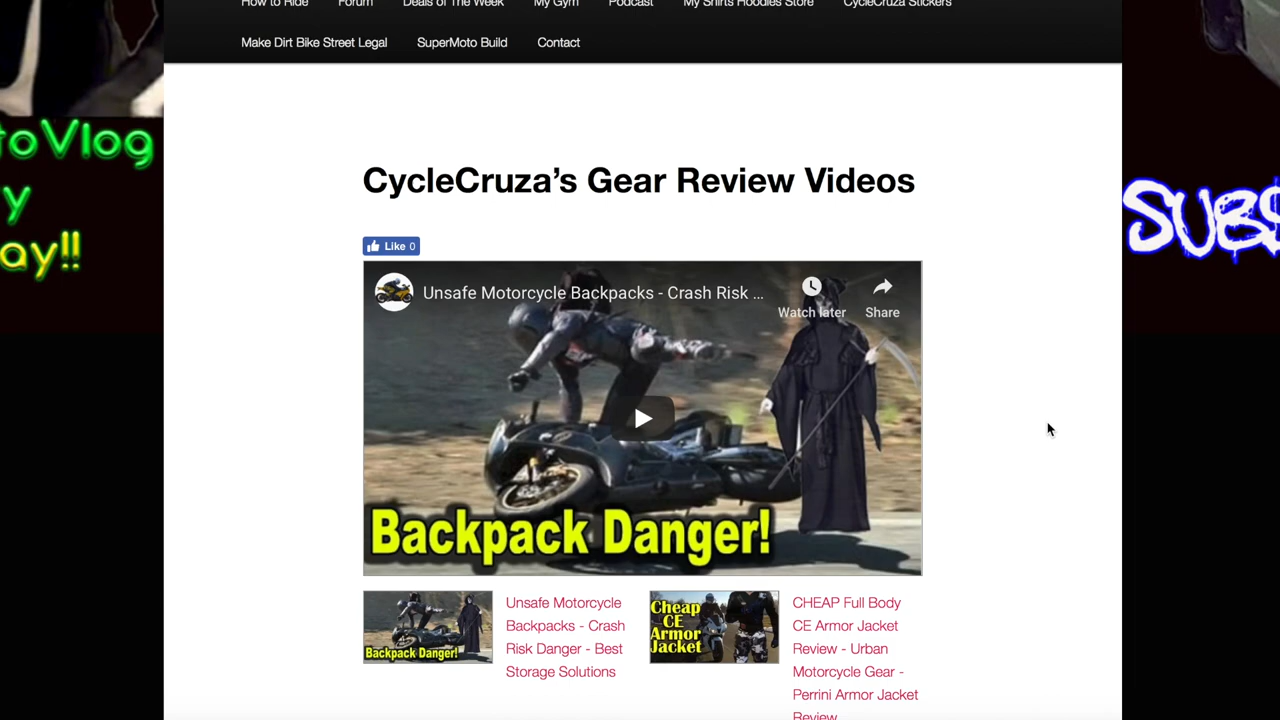 How to Ride Forum Deals of The Week My Gym Podcast My Shirts Hoodies Store CycleCruza Stickers
Make Dirt Bike Street Legal SuperMoto Build Contact
toVlog
y
ay!!
SUBS
CycleCruza's Gear Review Videos
Like 0
Unsafe Motorcycle Backpacks - Crash Risk ...
Watch later Share
Backpack Danger!
Backpack Danger!
Unsafe Motorcycle
Backpacks - Crash
Risk Danger - Best
Storage Solutions
Cheap
CE
Armor
Jacket
CHEAP Full Body
CE Armor Jacket
Review - Urban
Motorcycle Gear -
Perrini Armor Jacket
Review